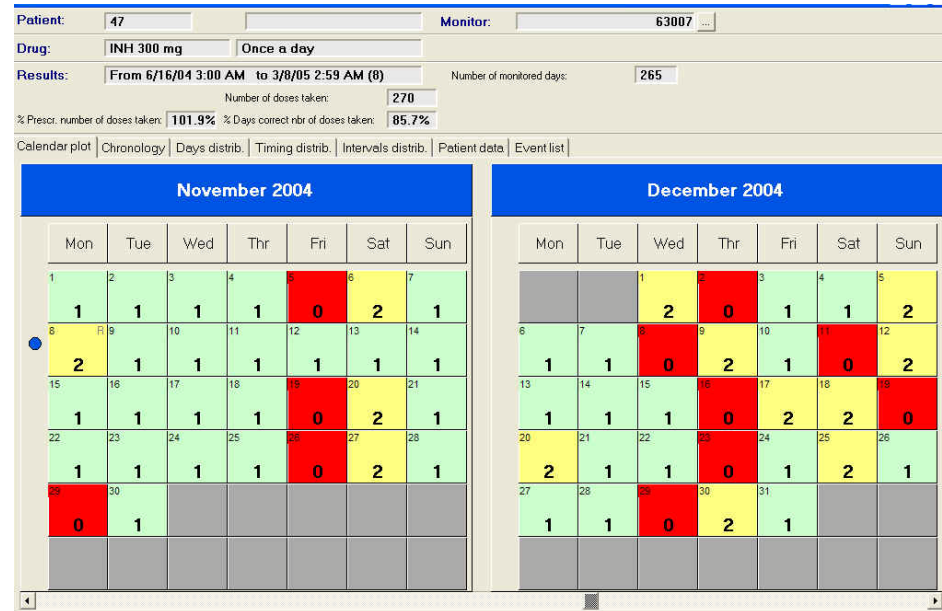 Patient: 47 Monitor: 63007 ...
Drug: INH 300 mg Once a day
Results: From 6/16/04 3:00 AM to 3/8/05 2:59 AM (8) Number of monitored days: 265
Number of doses taken: 270
% Prescr. number of doses taken: 101.9% % Days correct nbr of doses taken: 85.7%
Calendar plot Chronology Days distrib. Timing distrib. Intervals distrib. Patient data Event list
November 2004
Mon Tue Wed Thr Fri Sat Sun
1 2 3 4 5 6 7
1 1 1 1 0 2 1
8 R 9 10 11 12 13 14
2 1 1 1 1 1 1
15 16 17 18 19 20 21
1 1 1 1 0 2 1
22 23 24 25 26 27 28
1 1 1 1 0 2 1
29 30
0 1
December 2004
Mon Tue Wed Thr Fri Sat Sun
1 2 3 4 5
2 0 1 1 2
6 7 8 9 10 11 12
1 1 0 2 1 0 2
13 14 15 16 17 18 19
1 1 1 0 2 2 0
20 21 22 23 24 25 26
2 1 1 0 1 2 1
27 28 29 30 31
1 1 0 2 1